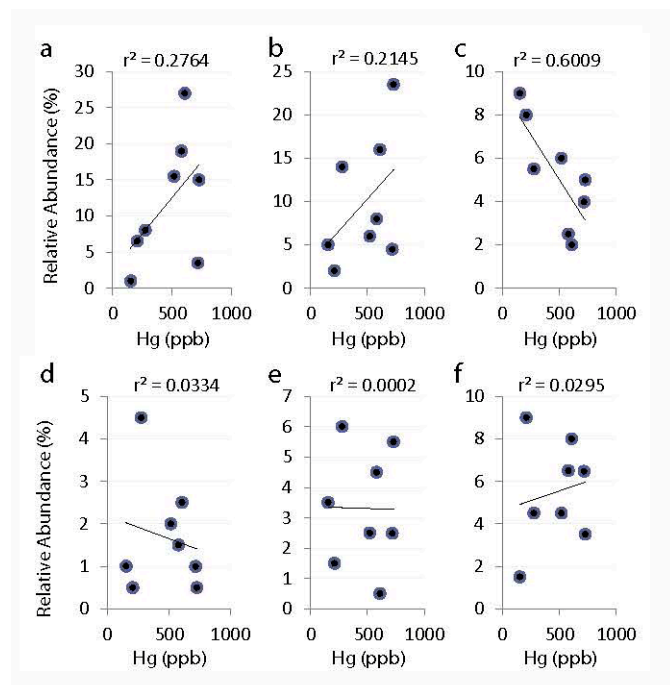 a
r² = 0.2764
30
25
20
15
10
5
0
0 500 1000
Hg (ppb)
Relative Abundance (%)
b
r² = 0.2145
25
20
15
10
5
0
0 500 1000
Hg (ppb)
c
r² = 0.6009
10
8
6
4
2
0
0 500 1000
Hg (ppb)
d
r² = 0.0334
5
4
3
2
1
0
0 500 1000
Hg (ppb)
Relative Abundance (%)
e
r² = 0.0002
7
6
5
4
3
2
1
0
0 500 1000
Hg (ppb)
f
r² = 0.0295
10
8
6
4
2
0
0 500 1000
Hg (ppb)